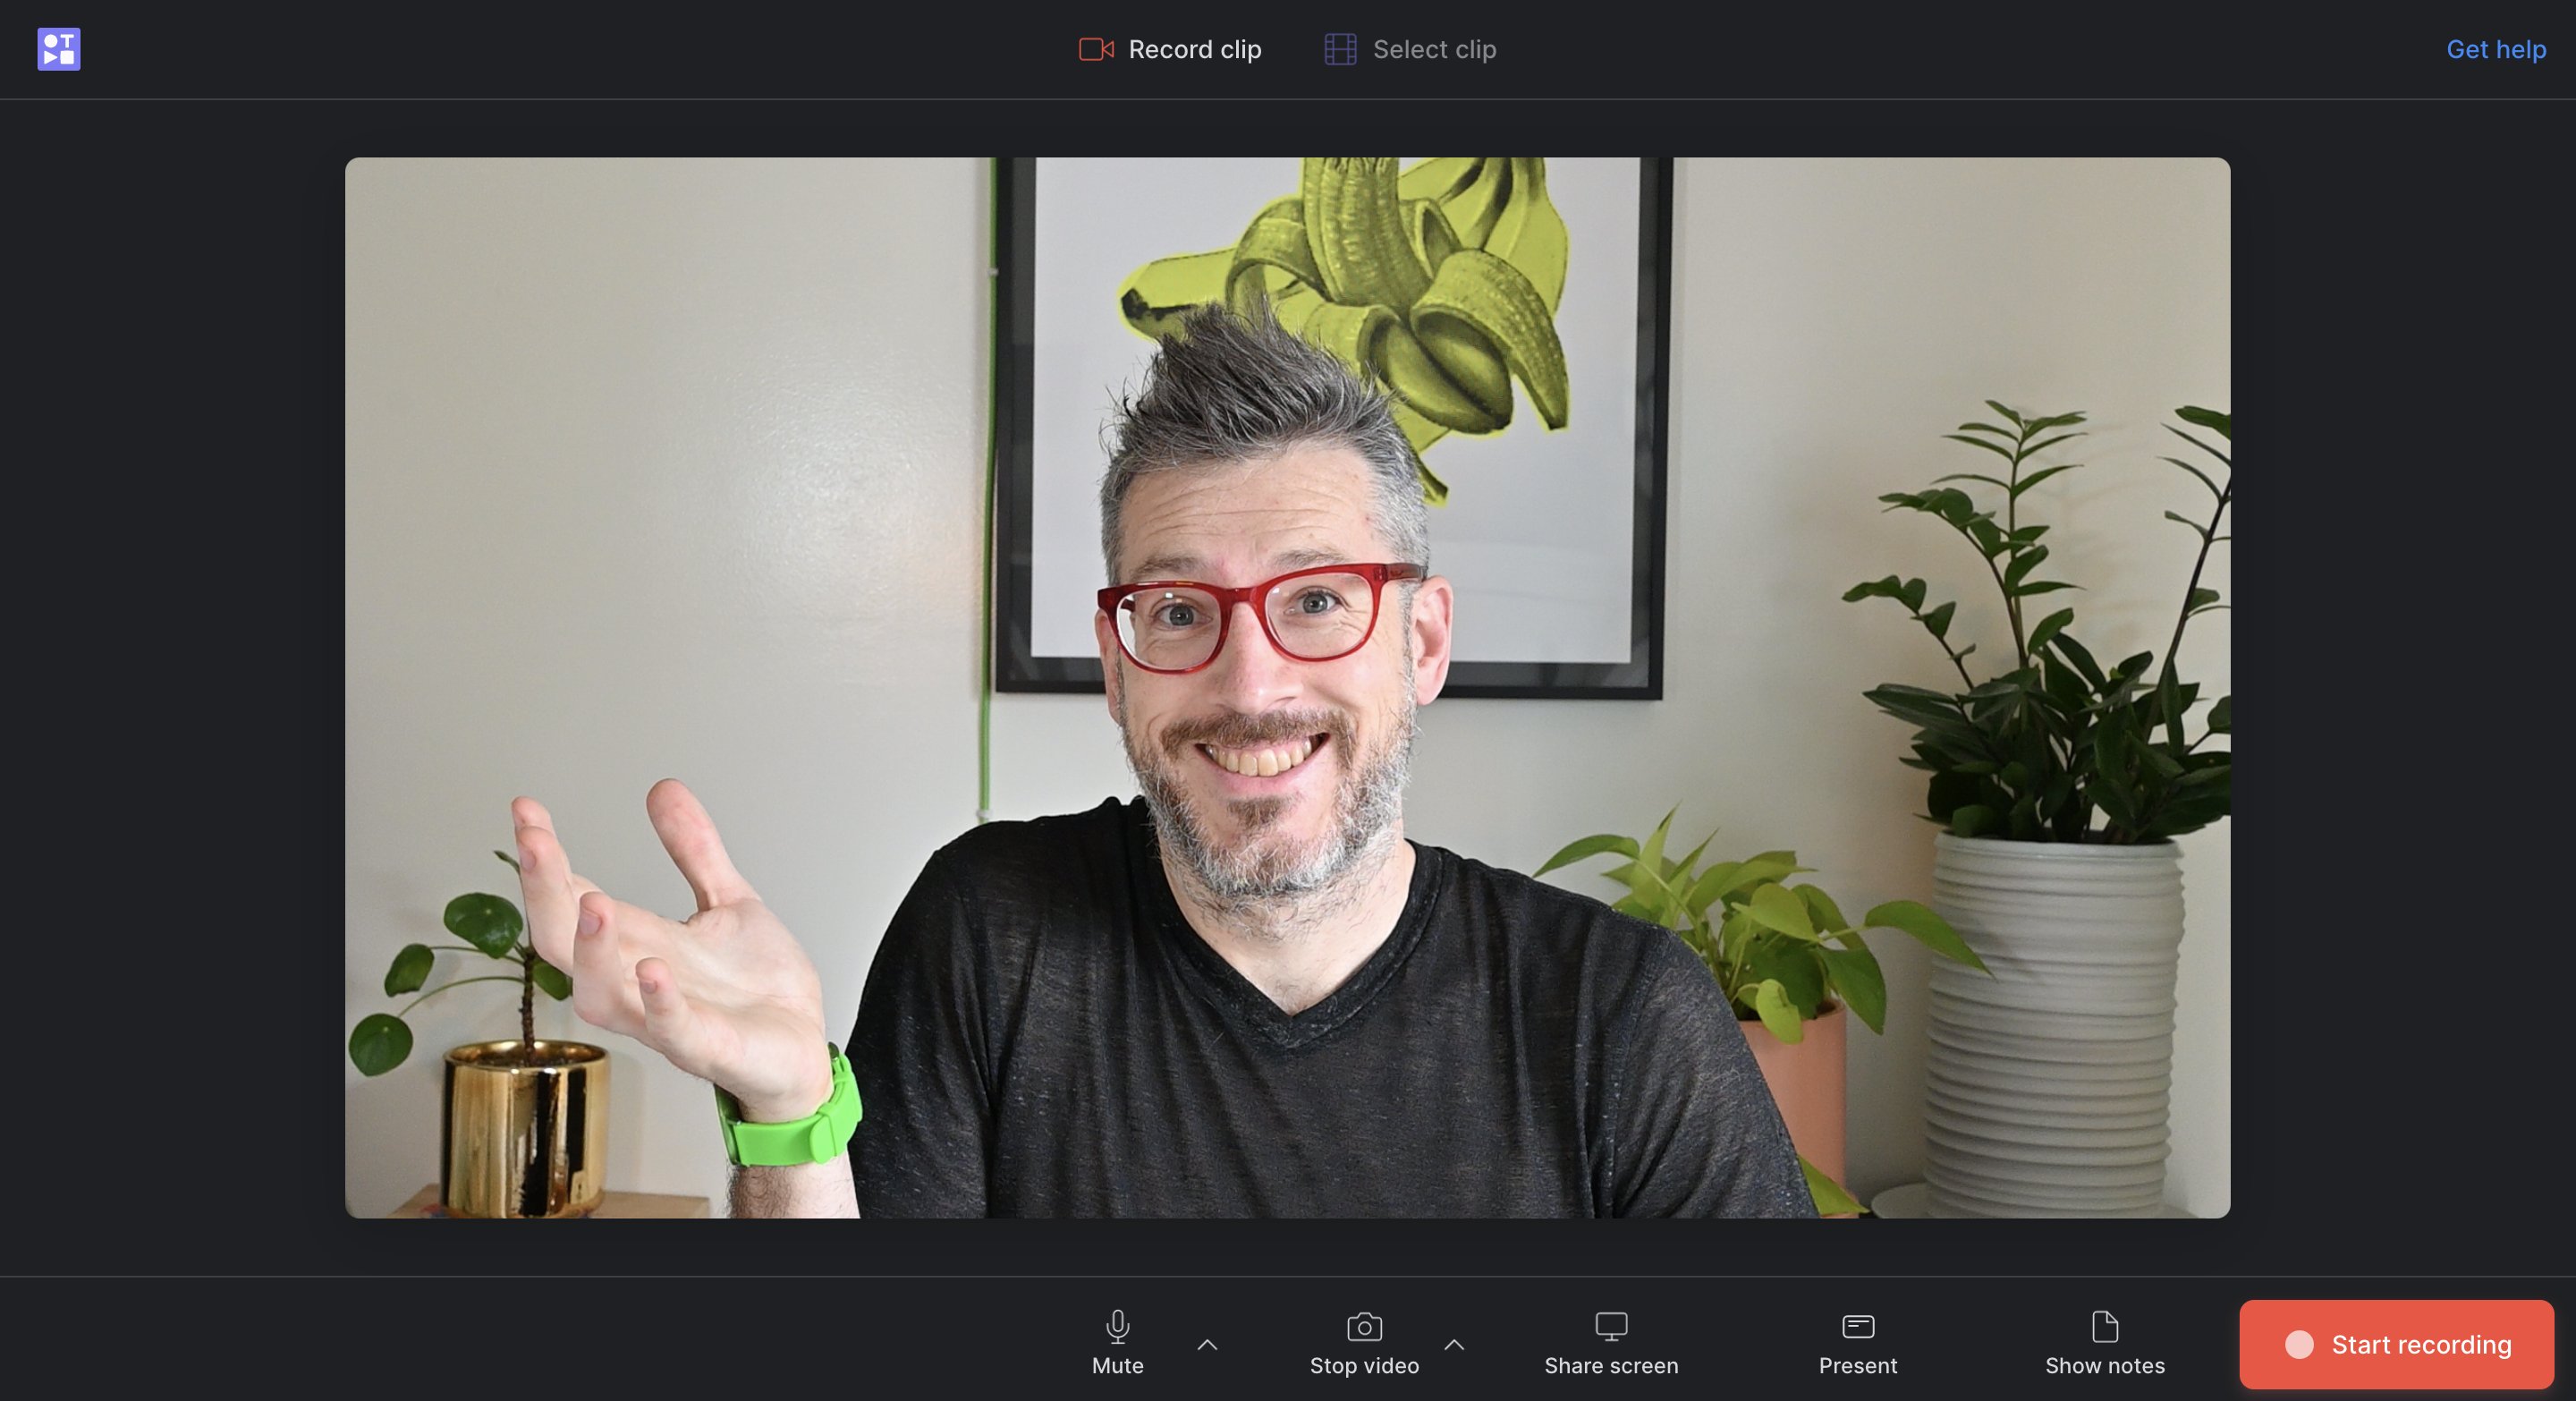 Record clip
Select clip
Get help
Mute
Stop video
Share screen
Present
Show notes
Start recording